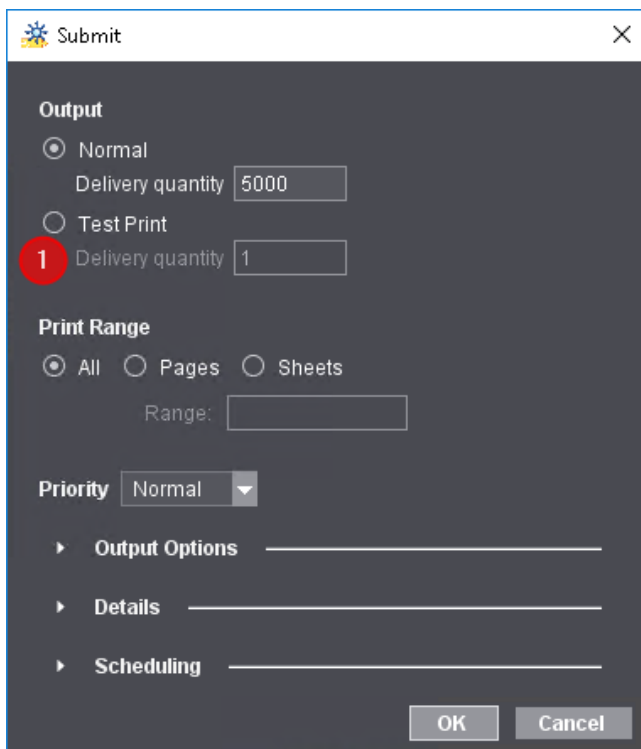 Submit
Output
Normal
Delivery quantity 5000
Test Print
1 Delivery quantity 1
Print Range
All Pages Sheets
Range:
Priority Normal
Output Options
Details
Scheduling
OK Cancel